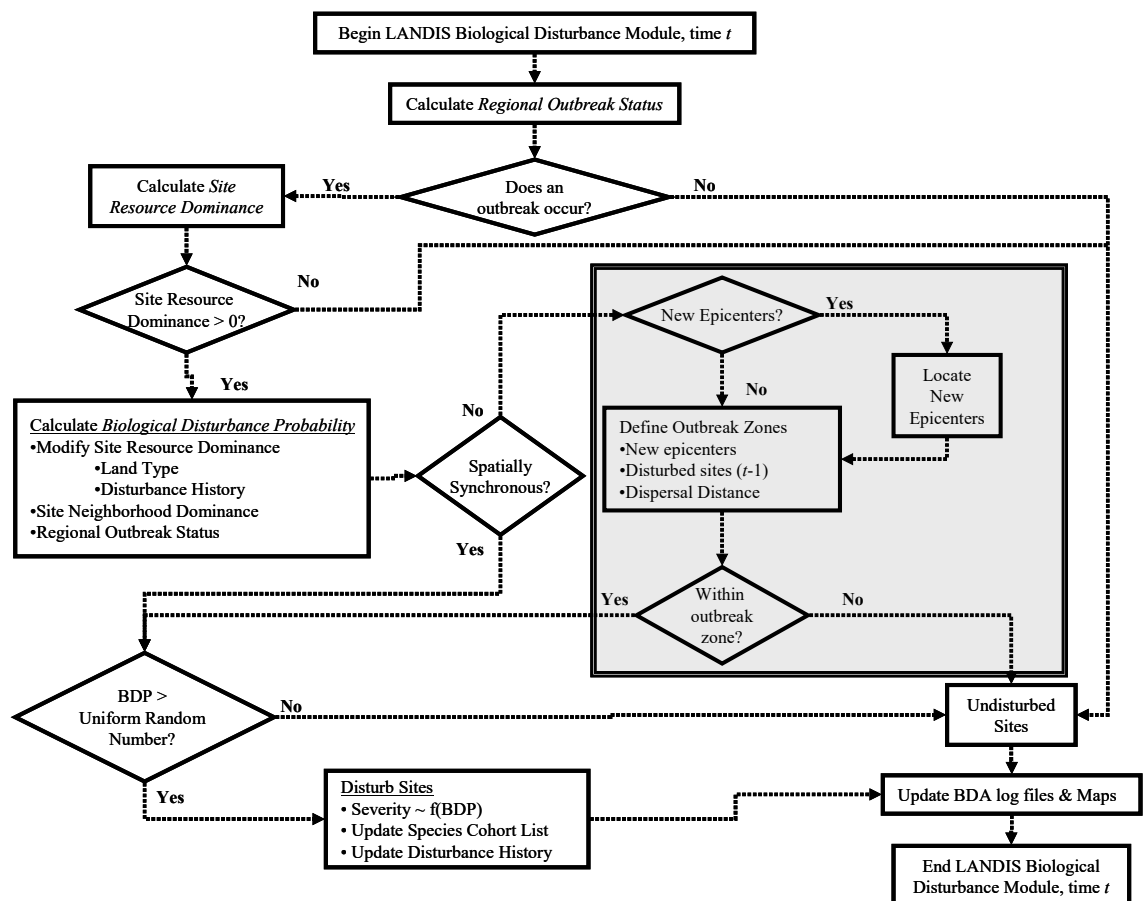 Begin LANDIS Biological Disturbance Module, time t
Calculate Regional Outbreak Status
Does an
outbreak occur?
Yes
No
Calculate Site
Resource Dominance
Site Resource
Dominance > 0?
No
Yes
Calculate Biological Disturbance Probability
•Modify Site Resource Dominance
•Land Type
•Disturbance History
•Site Neighborhood Dominance
•Regional Outbreak Status
Spatially
Synchronous?
No
Yes
New Epicenters?
Yes
No
Locate
New
Epicenters
Define Outbreak Zones
•New epicenters
•Disturbed sites (t-1)
•Dispersal Distance
Within
outbreak
zone?
Yes
No
BDP >
Uniform Random
Number?
No
Yes
Undisturbed
Sites
Disturb Sites
• Severity ~ f(BDP)
• Update Species Cohort List
• Update Disturbance History
Update BDA log files & Maps
End LANDIS Biological
Disturbance Module, time t